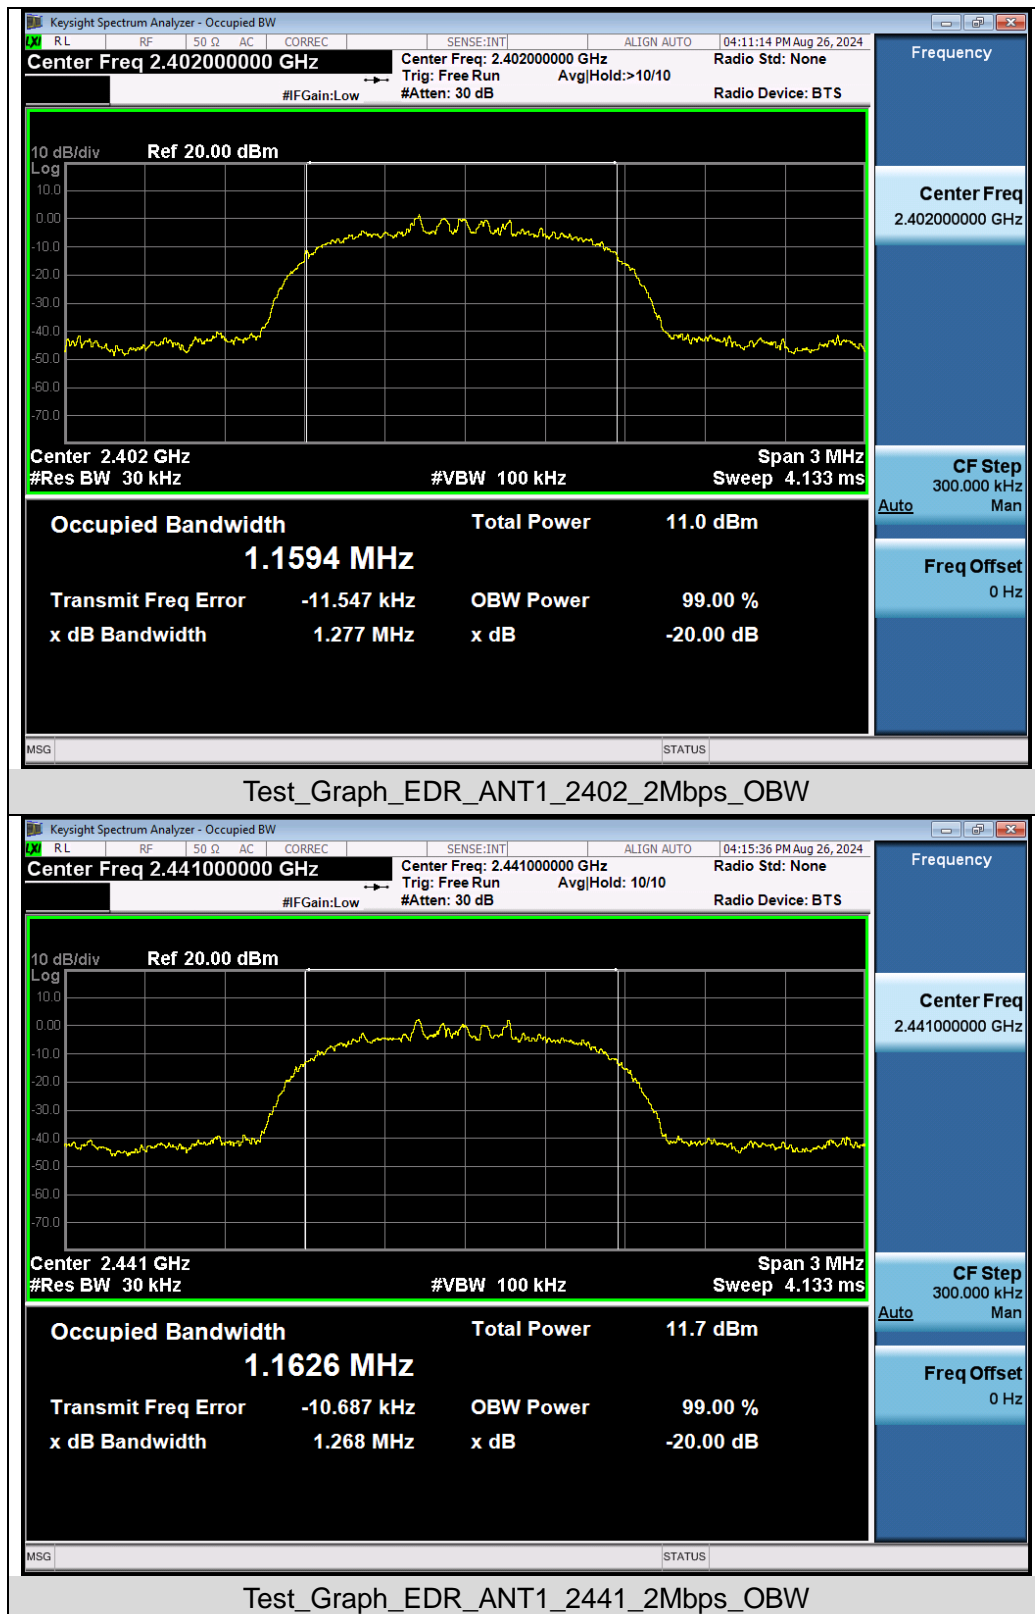 Keysight Spectrum Analyzer - Occupied BW
LXI RL RF 50 Ω AC CORREC SENSE:INT ALIGN AUTO 04:11:14 PM Aug 26, 2024
Center Freq 2.402000000 GHz
Center Freq: 2.402000000 GHz
Radio Std: None
Trig: Free Run Avg|Hold:>10/10
#IFGain:Low
#Atten: 30 dB
Radio Device: BTS
Frequency
10 dB/div Ref 20.00 dBm
Log
10.0
0.00
-10.0
-20.0
-30.0
-40.0
-50.0
-60.0
-70.0
Center Freq
2.402000000 GHz
Center 2.402 GHz Span 3 MHz
#Res BW 30 kHz #VBW 100 kHz Sweep 4.133 ms
CF Step
300.000 kHz
Auto Man
Occupied Bandwidth Total Power 11.0 dBm
1.1594 MHz
Transmit Freq Error -11.547 kHz OBW Power 99.00 %
x dB Bandwidth 1.277 MHz x dB -20.00 dB
Freq Offset
0 Hz
MSG STATUS
Test_Graph_EDR_ANT1_2402_2Mbps_OBW
Keysight Spectrum Analyzer - Occupied BW
LXI RL RF 50 Ω AC CORREC SENSE:INT ALIGN AUTO 04:15:36 PM Aug 26, 2024
Center Freq 2.441000000 GHz
Center Freq: 2.441000000 GHz
Radio Std: None
Trig: Free Run Avg|Hold: 10/10
#IFGain:Low
#Atten: 30 dB
Radio Device: BTS
Frequency
10 dB/div Ref 20.00 dBm
Log
10.0
0.00
-10.0
-20.0
-30.0
-40.0
-50.0
-60.0
-70.0
Center Freq
2.441000000 GHz
Center 2.441 GHz Span 3 MHz
#Res BW 30 kHz #VBW 100 kHz Sweep 4.133 ms
CF Step
300.000 kHz
Auto Man
Occupied Bandwidth Total Power 11.7 dBm
1.1626 MHz
Transmit Freq Error -10.687 kHz OBW Power 99.00 %
x dB Bandwidth 1.268 MHz x dB -20.00 dB
Freq Offset
0 Hz
MSG STATUS
Test_Graph_EDR_ANT1_2441_2Mbps_OBW